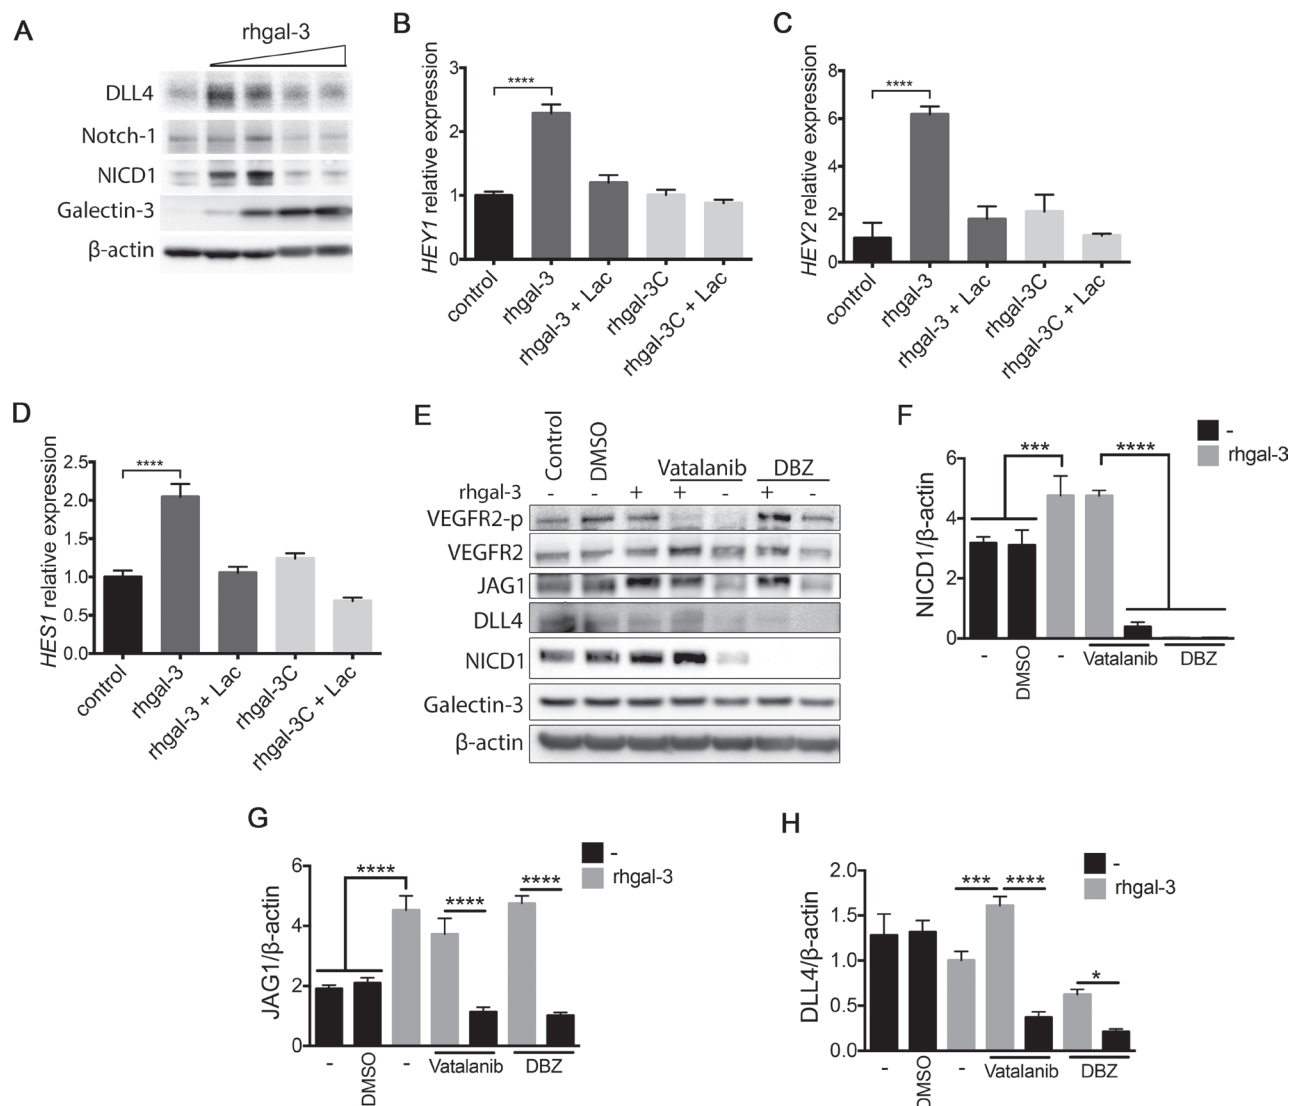 A
rhgal-3
DLL4
Notch-1
NICD1
Galectin-3
β-actin
B
HEY1 relative expression
3
2
1
0
****
control
rhgal-3
rhgal-3 + Lac
rhgal-3C
rhgal-3C + Lac
C
HEY2 relative expression
8
6
4
2
0
****
control
rhgal-3
rhgal-3 + Lac
rhgal-3C
rhgal-3C + Lac
D
HES1 relative expression
2.5
2.0
1.5
1.0
0.5
0.0
****
control
rhgal-3
rhgal-3 + Lac
rhgal-3C
rhgal-3C + Lac
E
Control
DMSO
Vatalanib
DBZ
rhgal-3 - - + + - + -
VEGFR2-p
VEGFR2
JAG1
DLL4
NICD1
Galectin-3
β-actin
F
-
rhgal-3
NICD1/β-actin
6
4
2
0
***
****
-
DMSO
-
Vatalanib
DBZ
G
-
rhgal-3
JAG1/β-actin
6
4
2
0
****
****
****
-
DMSO
-
Vatalanib
DBZ
H
-
rhgal-3
DLL4/β-actin
2.0
1.5
1.0
0.5
0.0
***
****
*
-
DMSO
-
Vatalanib
DBZ